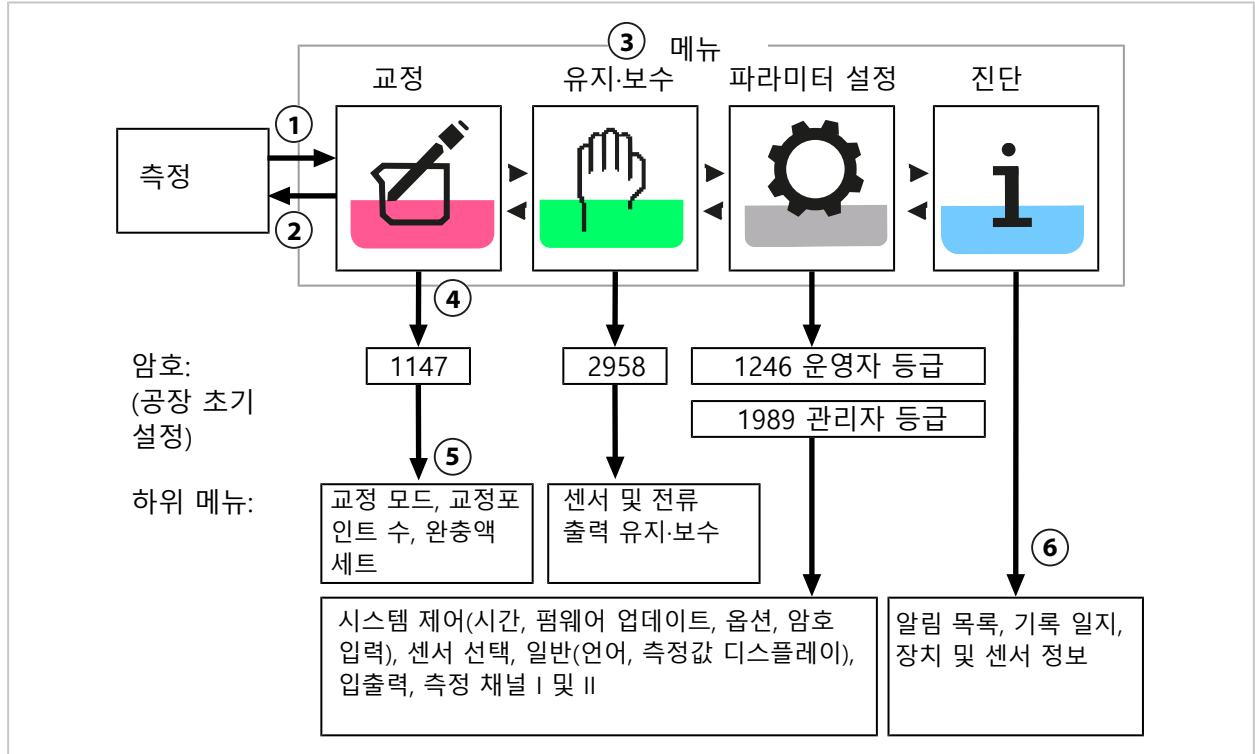 ③ 메뉴
교정
유지·보수
파라미터 설정
진단
①
측정
②
④
암호:
(공장 초기
설정)
1147
2958
1246 운영자 등급
1989 관리자 등급
⑤
하위 메뉴:
교정 모드, 교정포
인트 수, 완충액
세트
센서 및 전류
출력 유지·보수
⑥
시스템 제어(시간, 펌웨어 업데이트, 옵션, 암호
입력), 센서 선택, 일반(언어, 측정값 디스플레이),
입출력, 측정 채널 I 및 II
알림 목록, 기록 일지,
장치 및 센서 정보